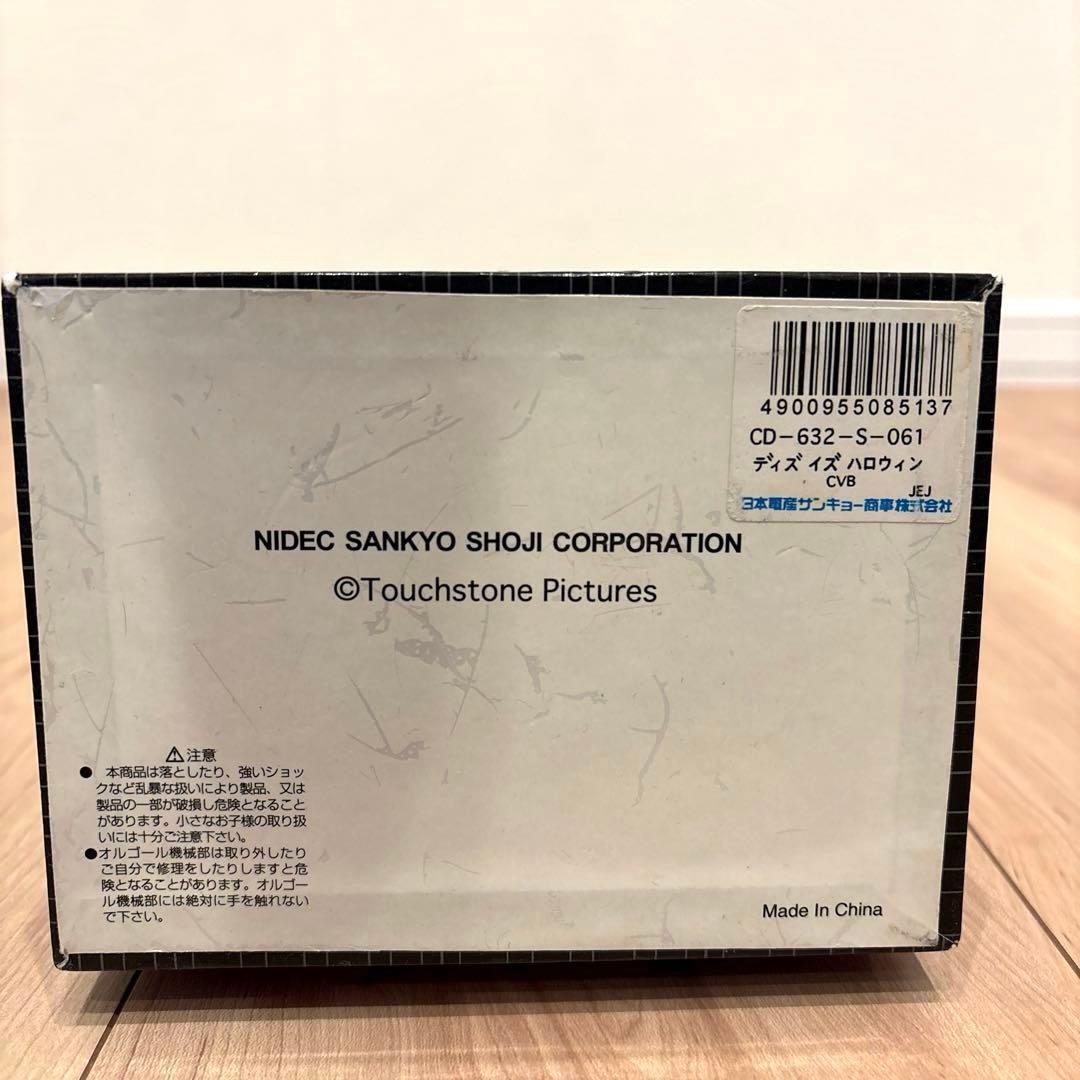 4900955085137
CD-632-S-061
ディズ イズ ハロウィン
CVB
JEJ
日本電産サンキョー商事株式会社
NIDEC SANKYO SHOJI CORPORATION
©Touchstone Pictures
⚠注意
● 本商品は落としたり、強いショッ
クなど乱暴な扱いにより製品、又は
製品の一部が破損し危険となること
があります。小さなお子様の取り扱
いには十分ご注意下さい。
●オルゴール機械部は取り外したり
ご自分で修理をしたりしますと危
険となることがあります。オルゴー
ル機械部には絶対に手を触れない
で下さい。
Made In China